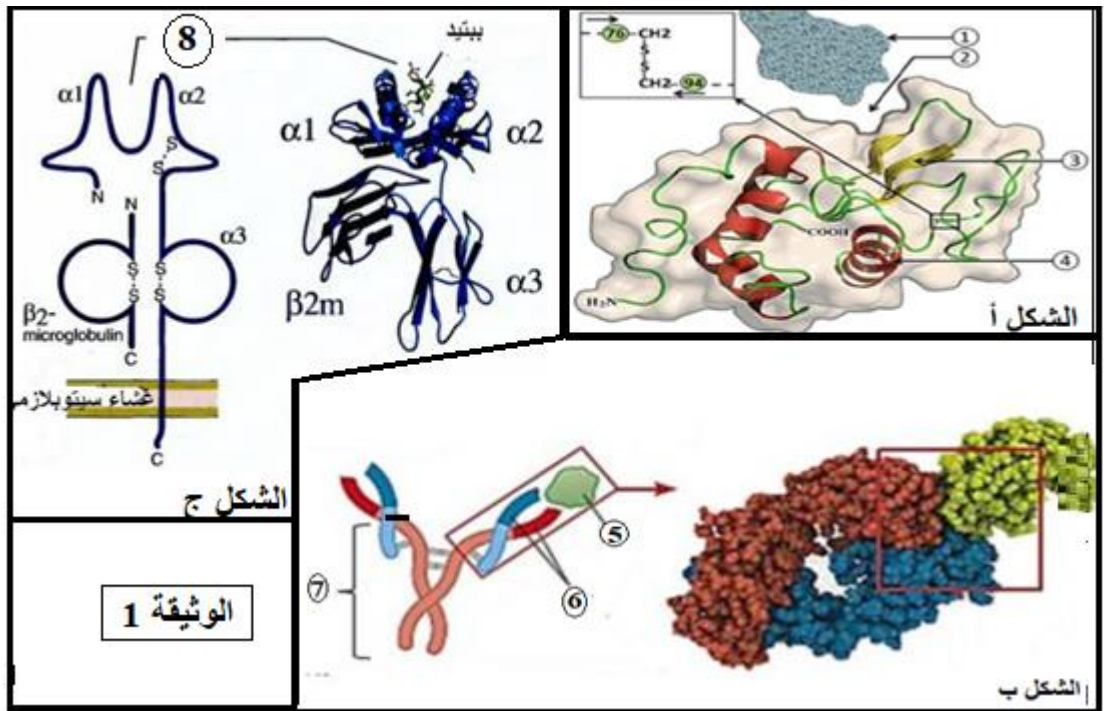 8
ببتيد
α1
α2
α1
α2
N
N
S
S
S
S
S
S
α3
β2-
microglobulin
C
β2m
α3
غشاء سيتوبلازمي
C
الشكل ج
76
CH2
S
S
CH2
94
1
2
3
4
COOH
H₂N
الشكل أ
5
6
7
الشكل ب
الوثيقة 1